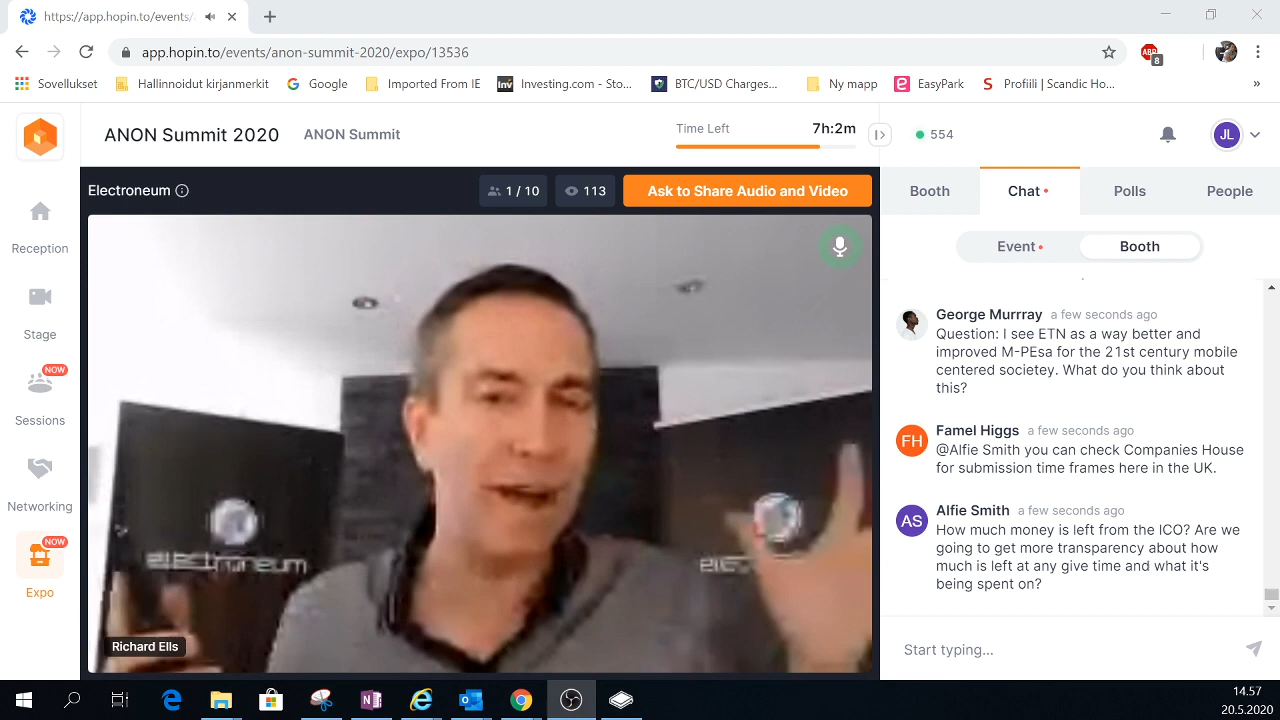 https://app.hopin.to/events/
app.hopin.to/events/anon-summit-2020/expo/13536
ABP
8
Sovellukset
Hallinnoidut kirjanmerkit
Google
Imported From IE
Inv
Investing.com - Sto...
BTC/USD Charges...
Ny mapp
EasyPark
Profiili | Scandic Ho...
»
ANON Summit 2020
ANON Summit
Time Left
7h:2m
554
JL
Electroneum
1 / 10
113
Ask to Share Audio and Video
Booth
Chat
Polls
People
Event
Booth
Reception
Stage
NOW
Sessions
Networking
NOW
Expo
electroneum
Richard Ells
George Murrray a few seconds ago
Question: I see ETN as a way better and
improved M-PEsa for the 21st century mobile
centered societey. What do you think about
this?
FH
Famel Higgs a few seconds ago
@Alfie Smith you can check Companies House
for submission time frames here in the UK.
AS
Alfie Smith a few seconds ago
How much money is left from the ICO? Are we
going to get more transparency about how
much is left at any give time and what it's
being spent on?
Start typing...
14.57
20.5.2020